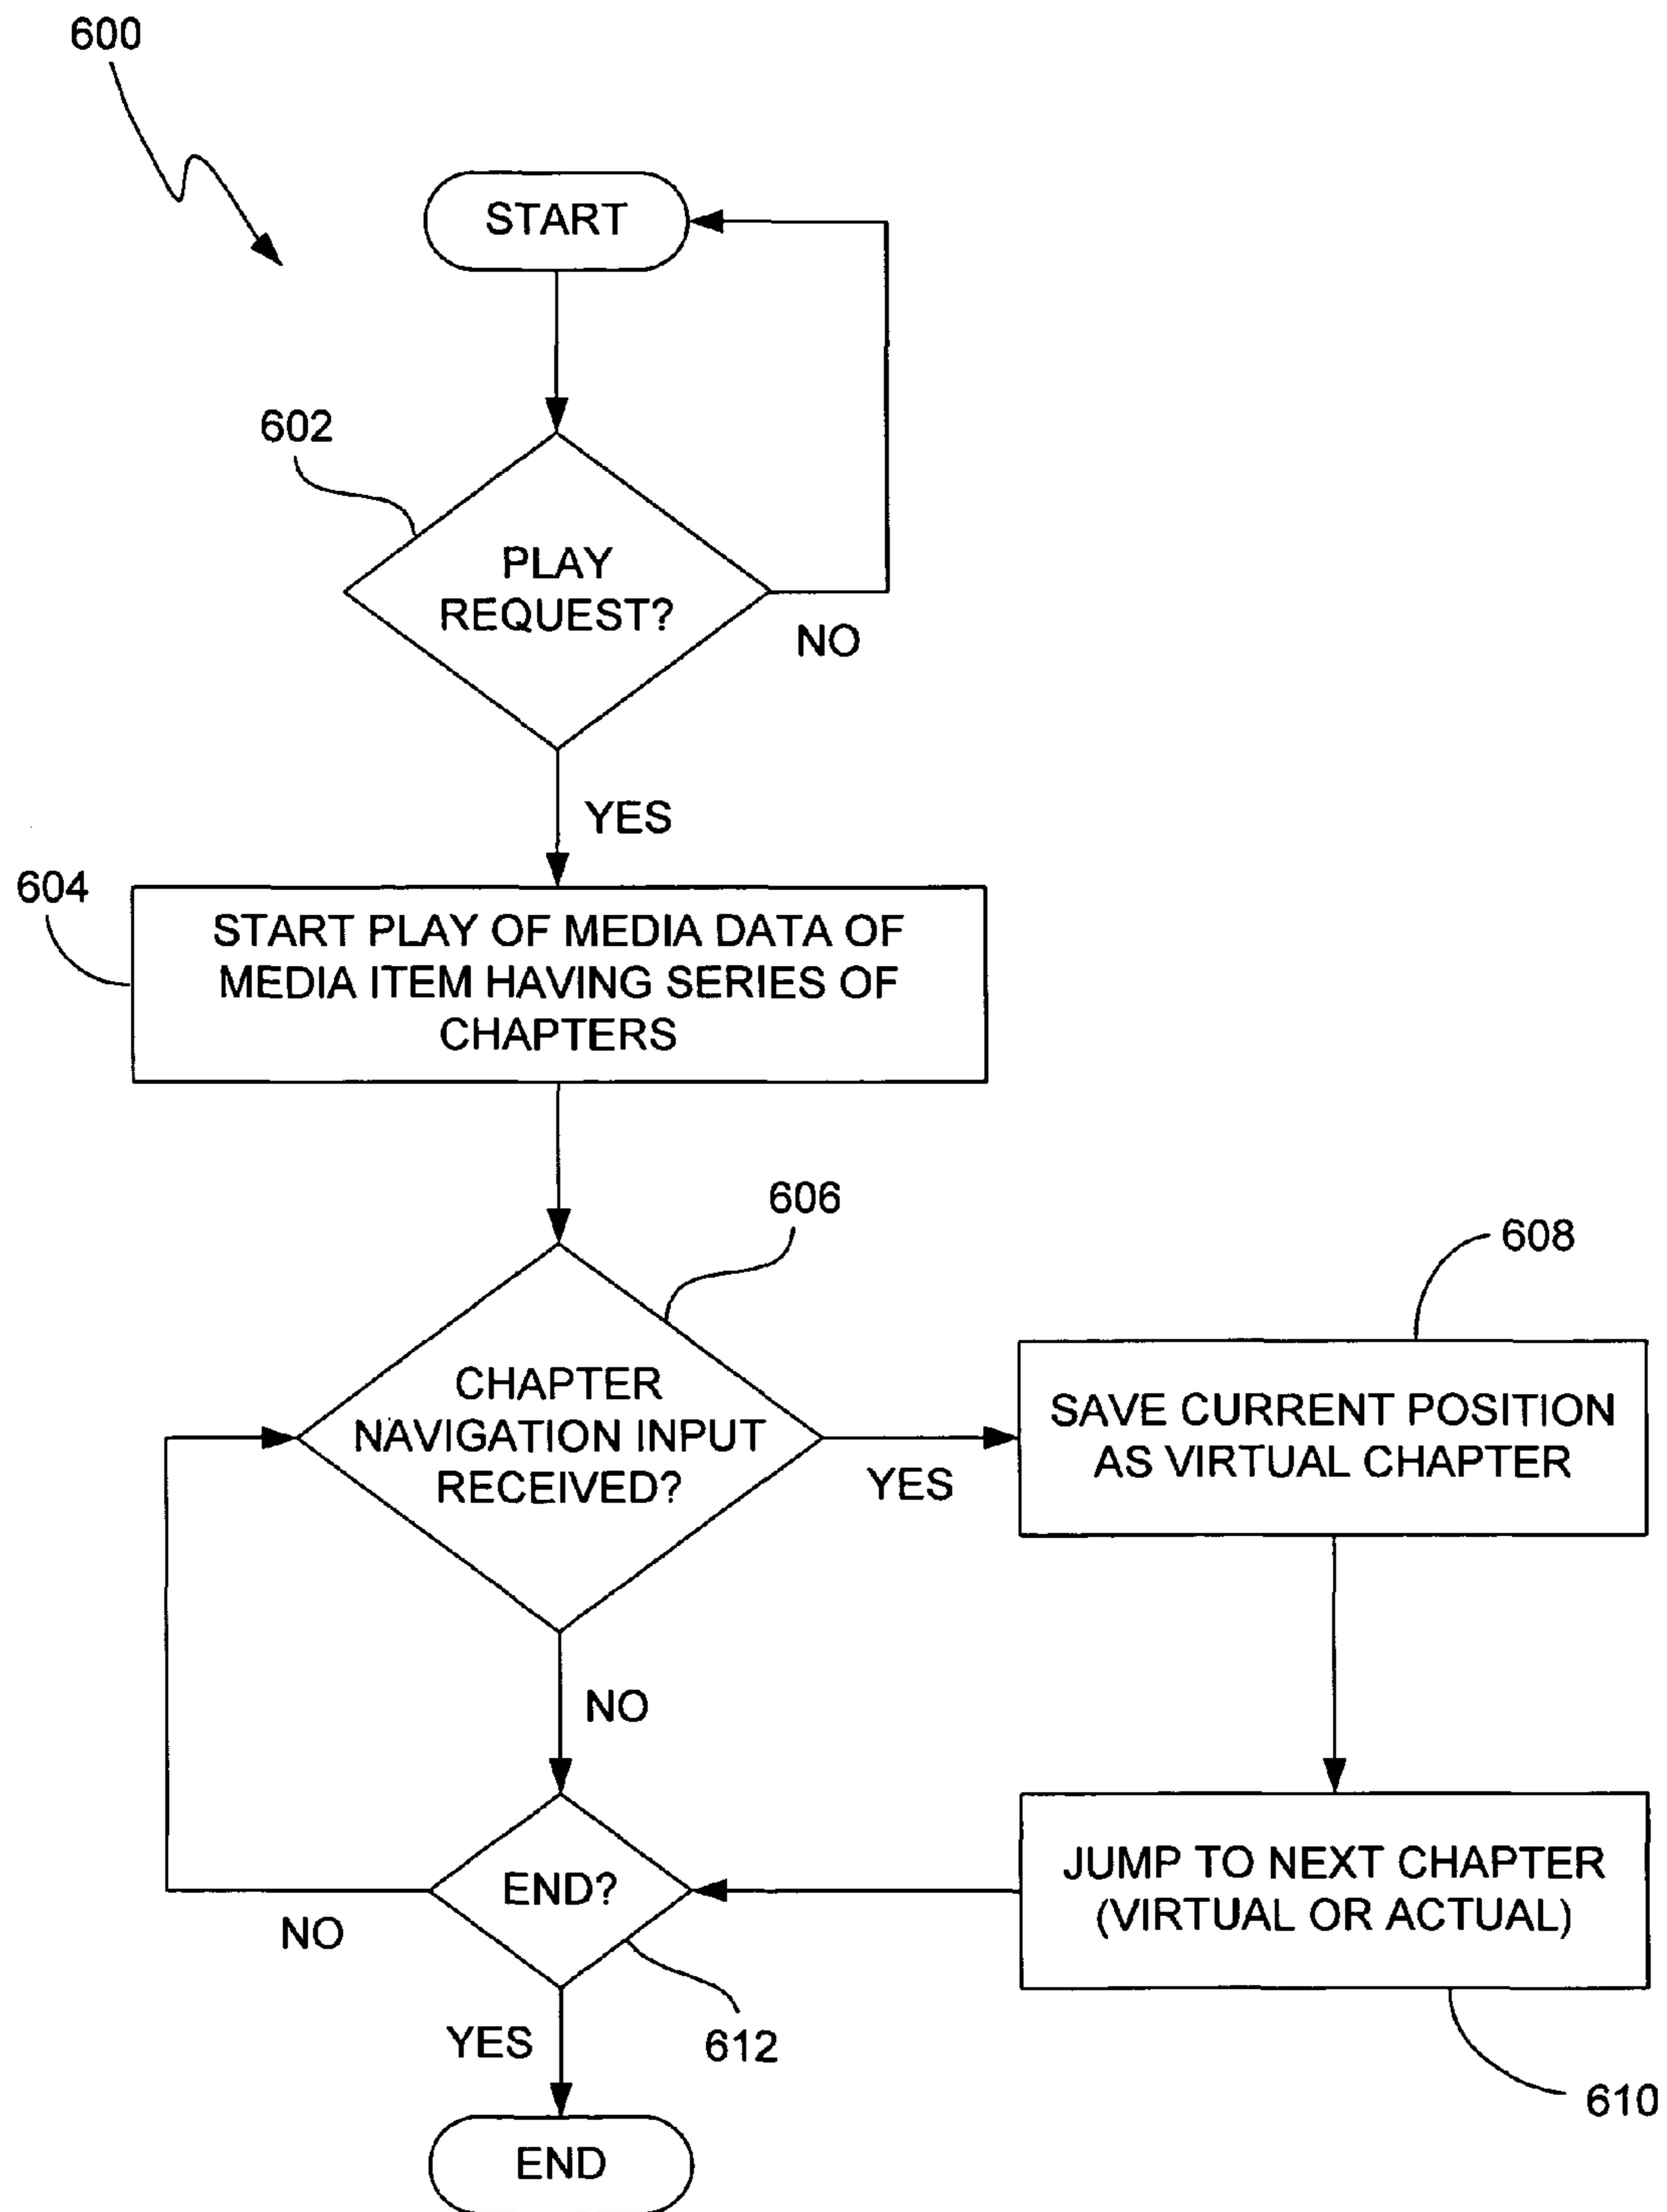 600
START
602
PLAY
REQUEST?
NO
YES
604
START PLAY OF MEDIA DATA OF
MEDIA ITEM HAVING SERIES OF
CHAPTERS
606
608
CHAPTER
NAVIGATION INPUT
RECEIVED?
YES
SAVE CURRENT POSITION
AS VIRTUAL CHAPTER
NO
END?
NO
JUMP TO NEXT CHAPTER
(VIRTUAL OR ACTUAL)
YES
612
610
END